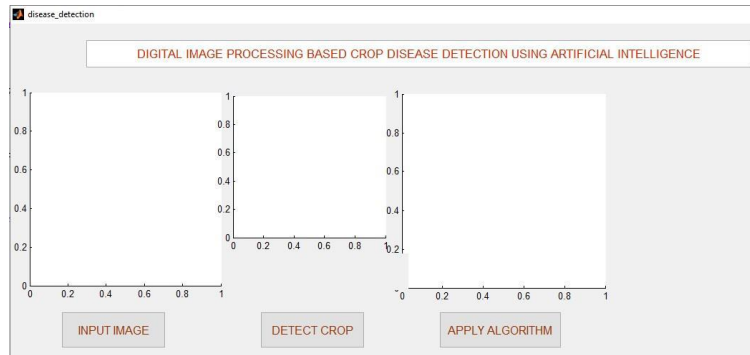 disease_detection
DIGITAL IMAGE PROCESSING BASED CROP DISEASE DETECTION USING ARTIFICIAL INTELLIGENCE
1
0.8
0.6
0.4
0.2
0
0 0.2 0.4 0.6 0.8 1
1
0.8
0.6
0.4
0.2
0
0 0.2 0.4 0.6 0.8 1
1
0.8
0.6
0.4
0.2
0 0.2 0.4 0.6 0.8 1
INPUT IMAGE
DETECT CROP
APPLY ALGORITHM